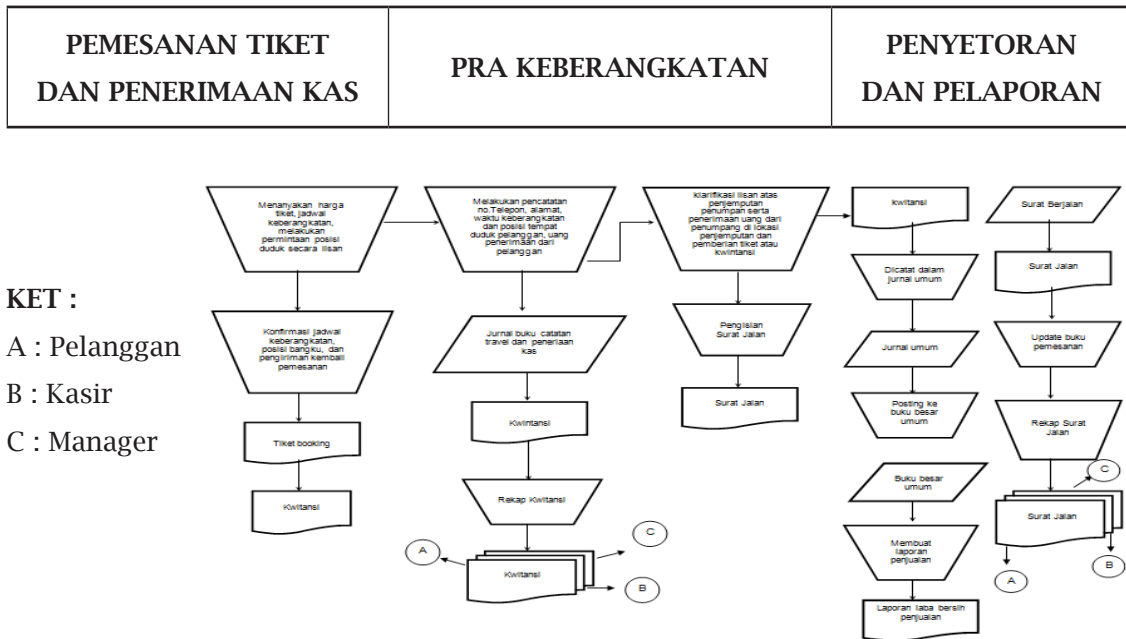 PEMESANAN TIKET
DAN PENERIMAAN KAS
PRA KEBERANGKATAN
PENYETORAN
DAN PELAPORAN
KET :
A : Pelanggan
B : Kasir
C : Manager
Menanyakan harga
tiket, jadwal
keberangkatan,
melakukan
permintaan posisi
duduk secara lisan
Konfirmasi jadwal
keberangkatan,
posisi bangku, dan
pengiriman kembali
pemesanan
Tiket booking
Kwitansi
Melakukan pencatatan
no.Telepon, alamat,
waktu keberangkatan
dan posisi tempat
duduk pelanggan, uang
penerimaan dari
pelanggan
Jurnal buku catatan
travel dan peneriaan
kas
Kwintansi
Rekap Kwitansi
Kwitansi
A
C
B
klarifikasi lisan atas
penjemputan
penumpan serta
penerimaan uang dari
penumpang di lokasi
penjemputan dan
pemberian tiket atau
kwintansi
Pengisian
Surat Jalan
Surat Jalan
kwitansi
Dicatat dalam
jurnal umum
Jurnal umum
Posting ke
buku besar
umum
Buku besar
umum
Membuat
laporan
penjualan
Laporan laba bersih
penjualan
Surat Berjalan
Surat Jalan
Update buku
pemesanan
Rekap Surat
Jalan
Surat Jalan
C
B
A